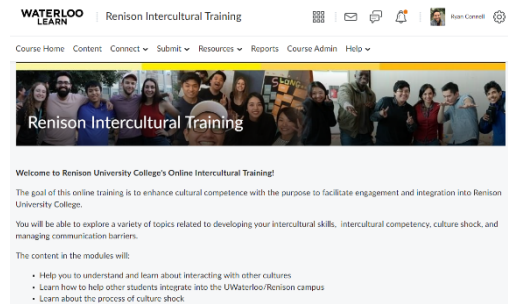 WATERLOO
LEARN
Renison Intercultural Training
Ryan Connell
Course Home Content Connect Submit Resources Reports Course Admin Help
Renison Intercultural Training
Welcome to Renison University College's Online Intercultural Training!
The goal of this online training is to enhance cultural competence with the purpose to facilitate engagement and integration into Renison
University College.
You will be able to explore a variety of topics related to developing your intercultural skills, intercultural competency, culture shock, and
managing communication barriers.
The content in the modules will:
• Help you to understand and learn about interacting with other cultures
• Learn how to help other students integrate into the UWaterloo/Renison campus
• Learn about the process of culture shock